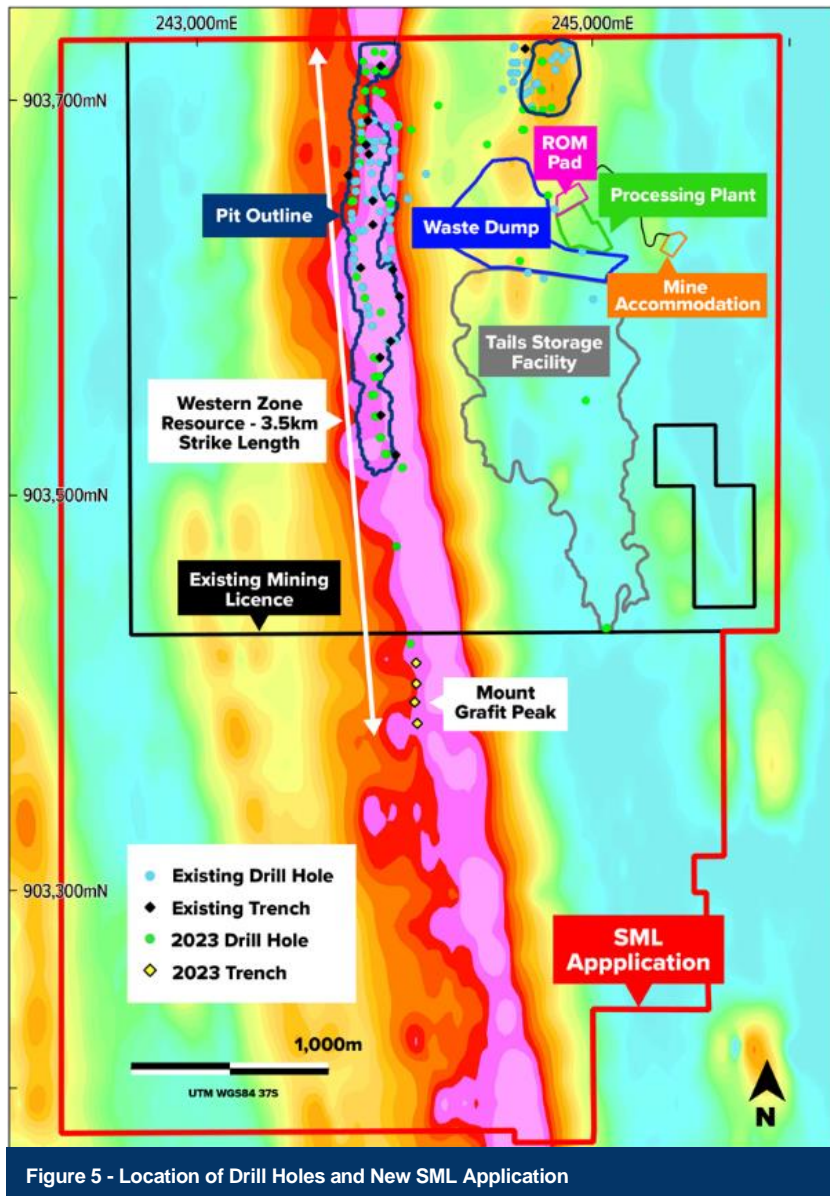 243,000mE
245,000mE
903,700mN
ROM
Pad
Processing Plant
Pit Outline
Waste Dump
Mine
Accommodation
Tails Storage
Facility
Western Zone
Resource - 3.5km
Strike Length
903,500mN
Existing Mining
Licence
Mount
Grafit Peak
Existing Drill Hole
Existing Trench
2023 Drill Hole
2023 Trench
903,300mN
SML
Appplication
1,000m
UTM WGS84 37S
N
Figure 5 - Location of Drill Holes and New SML Application